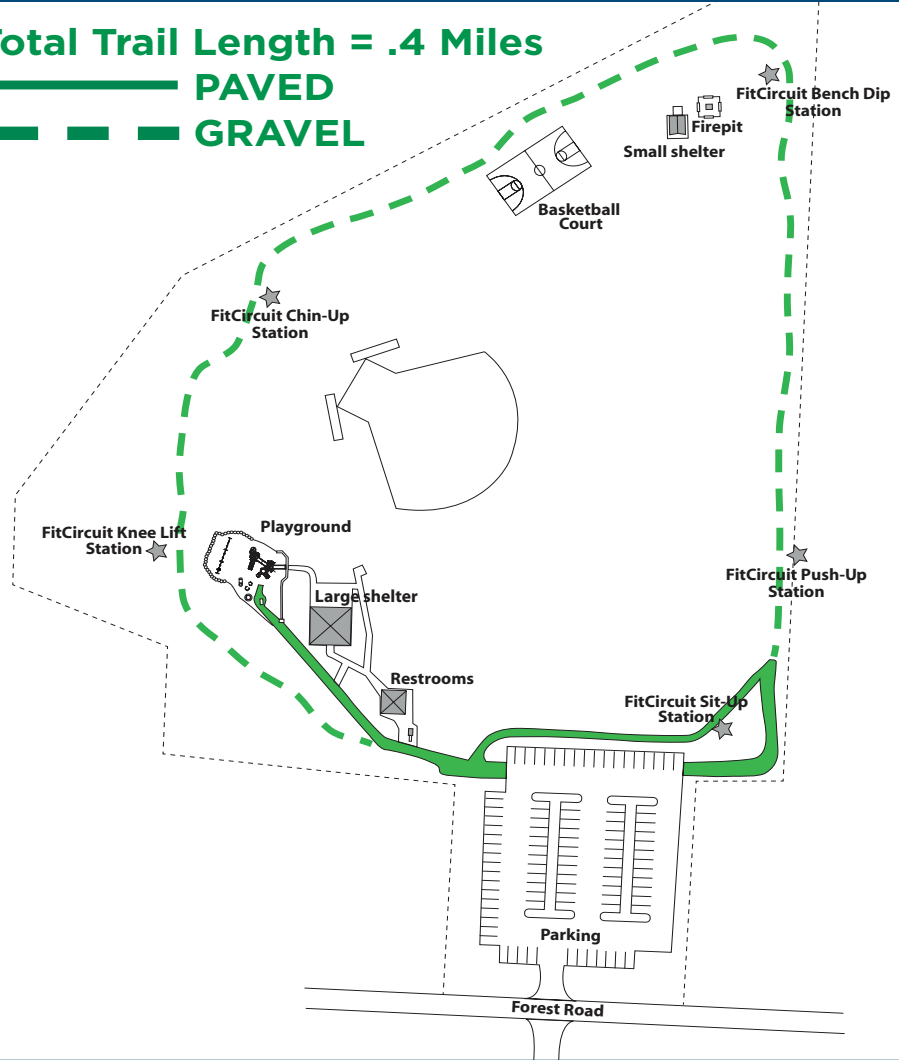 otal Trail Length = .4 Miles
PAVED
GRAVEL
FitCircuit Bench Dip
Station
Firepit
Small shelter
Basketball
Court
FitCircuit Chin-Up
Station
FitCircuit Knee Lift
Station
Playground
Large shelter
FitCircuit Push-Up
Station
Restrooms
FitCircuit Sit-Up
Station
Parking
Forest Road